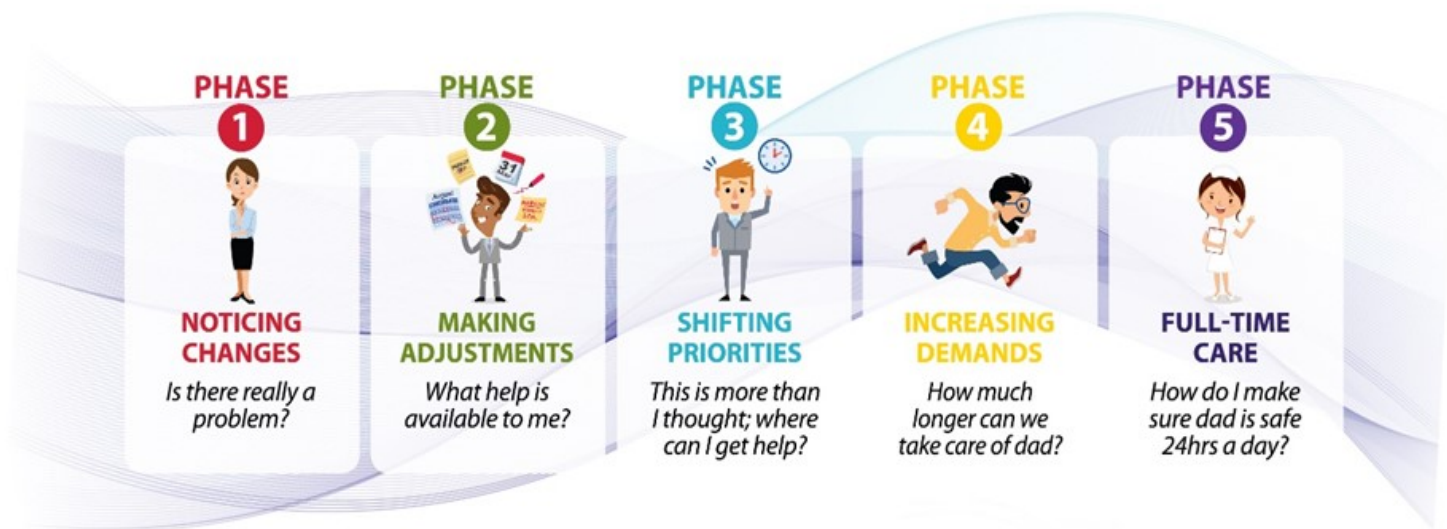 PHASE
1
NOTICING
CHANGES
Is there really a
problem?
PHASE
2
31
MAKING
ADJUSTMENTS
What help is
available to me?
PHASE
3
SHIFTING
PRIORITIES
This is more than
I thought; where
can I get help?
PHASE
4
INCREASING
DEMANDS
How much
longer can we
take care of dad?
PHASE
5
FULL-TIME
CARE
How do I make
sure dad is safe
24hrs a day?